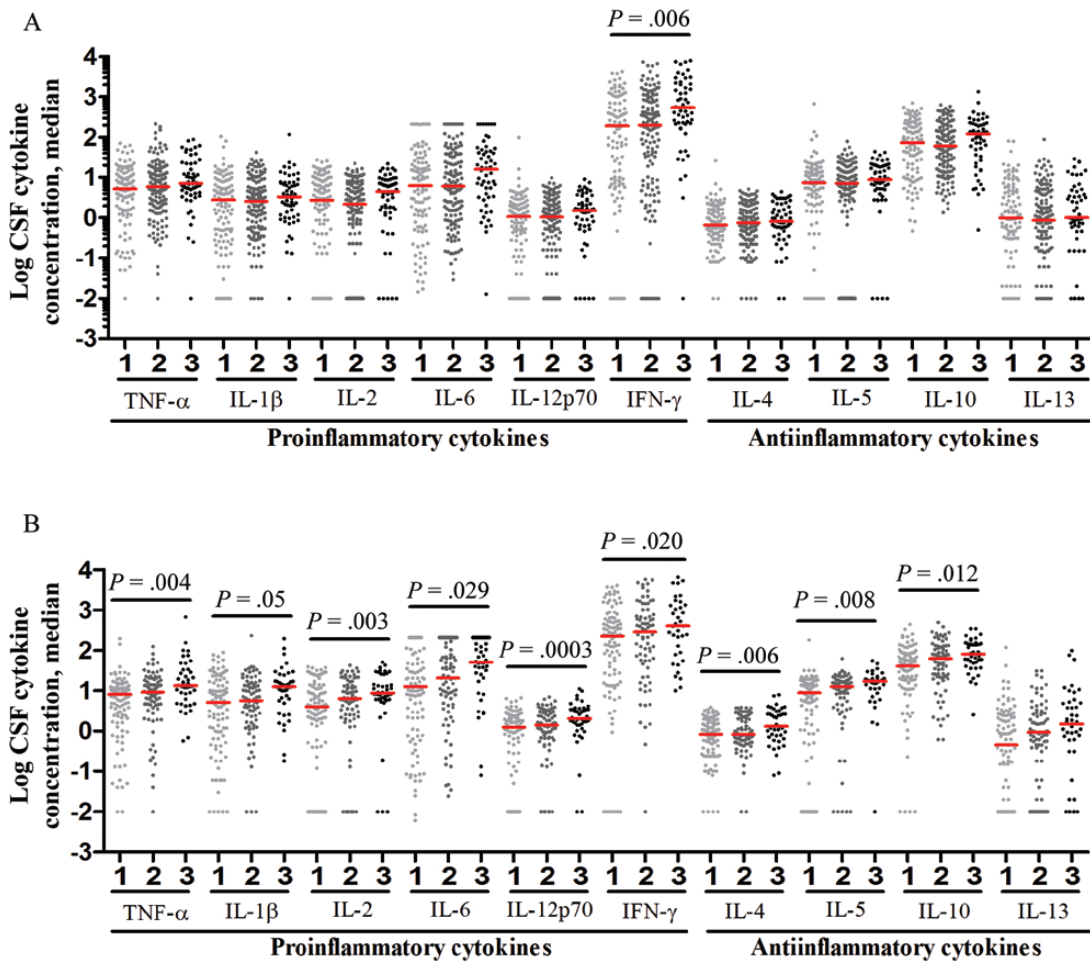 A
P = .006
Log CSF cytokine
concentration, median
4
3
2
1
0
-1
-2
-3
1 2 3 1 2 3 1 2 3 1 2 3 1 2 3 1 2 3 1 2 3 1 2 3 1 2 3 1 2 3
TNF-α IL-1β IL-2 IL-6 IL-12p70 IFN-γ IL-4 IL-5 IL-10 IL-13
Proinflammatory cytokines Antiinflammatory cytokines
B
P = .004 P = .05 P = .003 P = .029 P = .0003 P = .020 P = .006 P = .008 P = .012
Log CSF cytokine
concentration, median
4
3
2
1
0
-1
-2
-3
1 2 3 1 2 3 1 2 3 1 2 3 1 2 3 1 2 3 1 2 3 1 2 3 1 2 3 1 2 3
TNF-α IL-1β IL-2 IL-6 IL-12p70 IFN-γ IL-4 IL-5 IL-10 IL-13
Proinflammatory cytokines Antiinflammatory cytokines